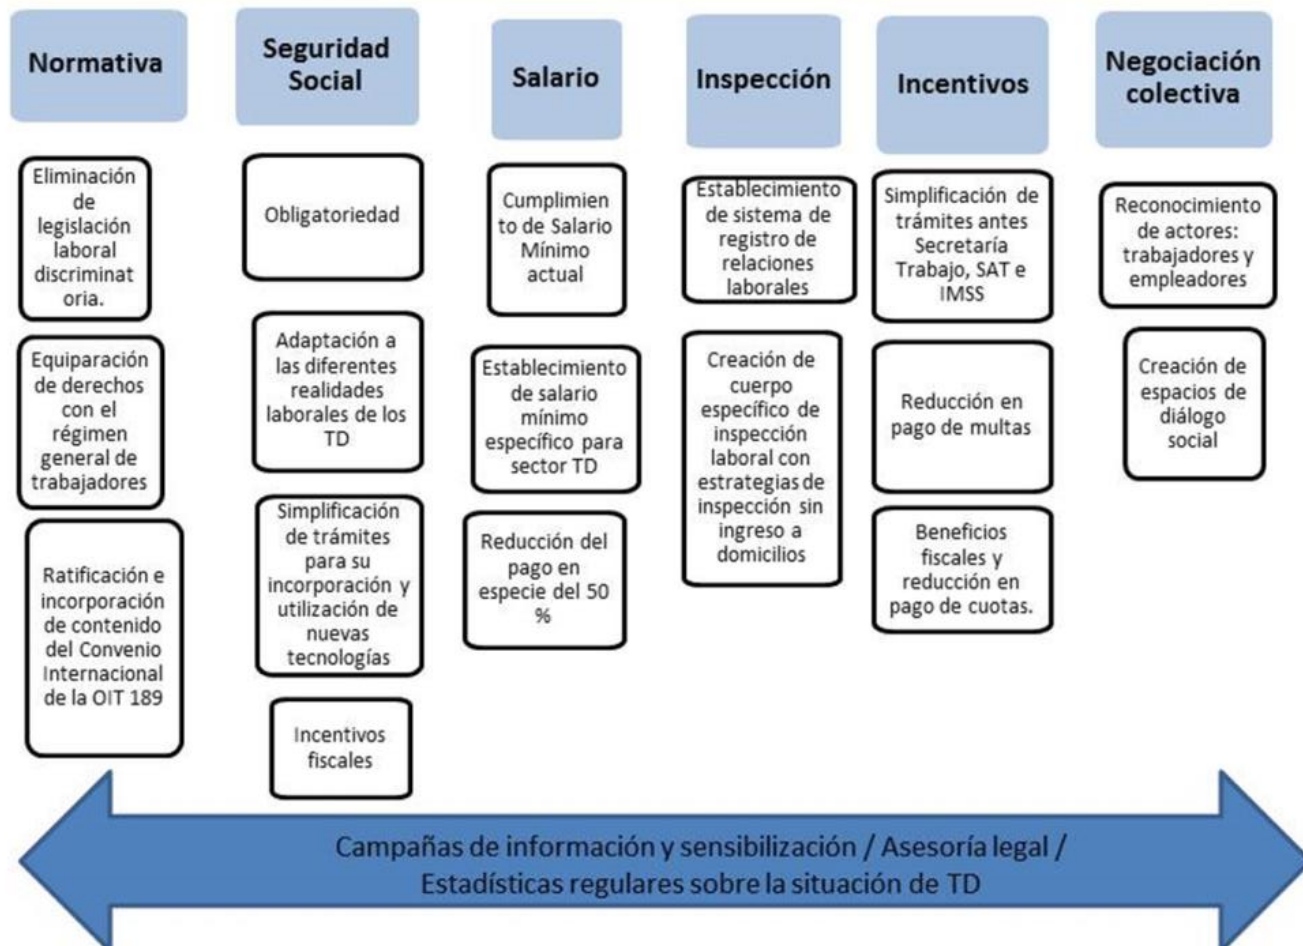 Normativa
Eliminación
de
legislación
laboral
discriminat
oria.
Equiparación
de derechos
con el
régimen
general de
trabajadores
Ratificación e
incorporación
de contenido
del Convenio
Internacional
de la OIT 189
Seguridad
Social
Obligatoriedad
Adaptación a
las diferentes
realidades
laborales de los
TD
Simplificación
de trámites
para su
incorporación y
utilización de
nuevas
tecnologías
Incentivos
fiscales
Salario
Cumplimien
to de Salario
Mínimo
actual
Establecimiento
de salario
mínimo
específico para
sector TD
Reducción del
pago en
especie del 50
%
Inspección
Establecimiento
de sistema de
registro de
relaciones
laborales
Creación de
cuerpo
específico de
inspección
laboral con
estrategias de
inspección sin
ingreso a
domicilios
Incentivos
Simplificación de
trámites antes
Secretaría
Trabajo, SAT e
IMSS
Reducción en
pago de multas
Beneficios
fiscales y
reducción en
pago de cuotas.
Negociación
colectiva
Reconocimiento
de actores:
trabajadores y
empleadores
Creación de
espacios de
diálogo
social
Campañas de información y sensibilización / Asesoría legal /
Estadísticas regulares sobre la situación de TD